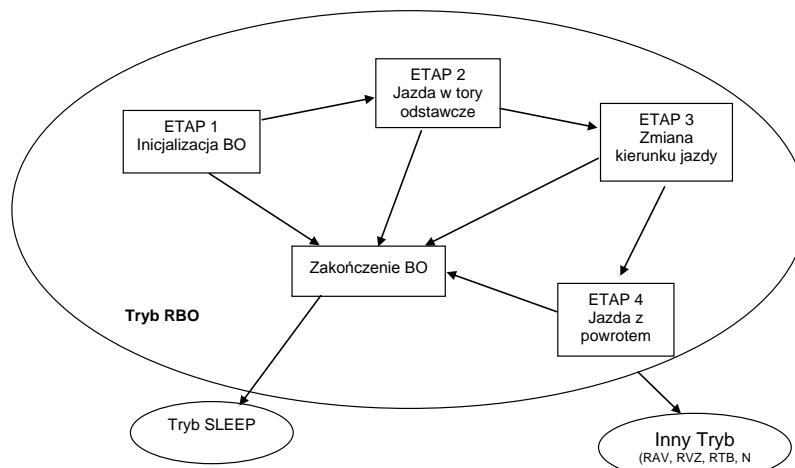 ETAP 1
Inicjalizacja BO
ETAP 2
Jazda w tory
odstawcze
ETAP 3
Zmiana
kierunku jazdy
Zakończenie BO
ETAP 4
Jazda z
powrotem
Tryb RBO
Tryb SLEEP
Inny Tryb
(RAV, RVZ, RTB, N